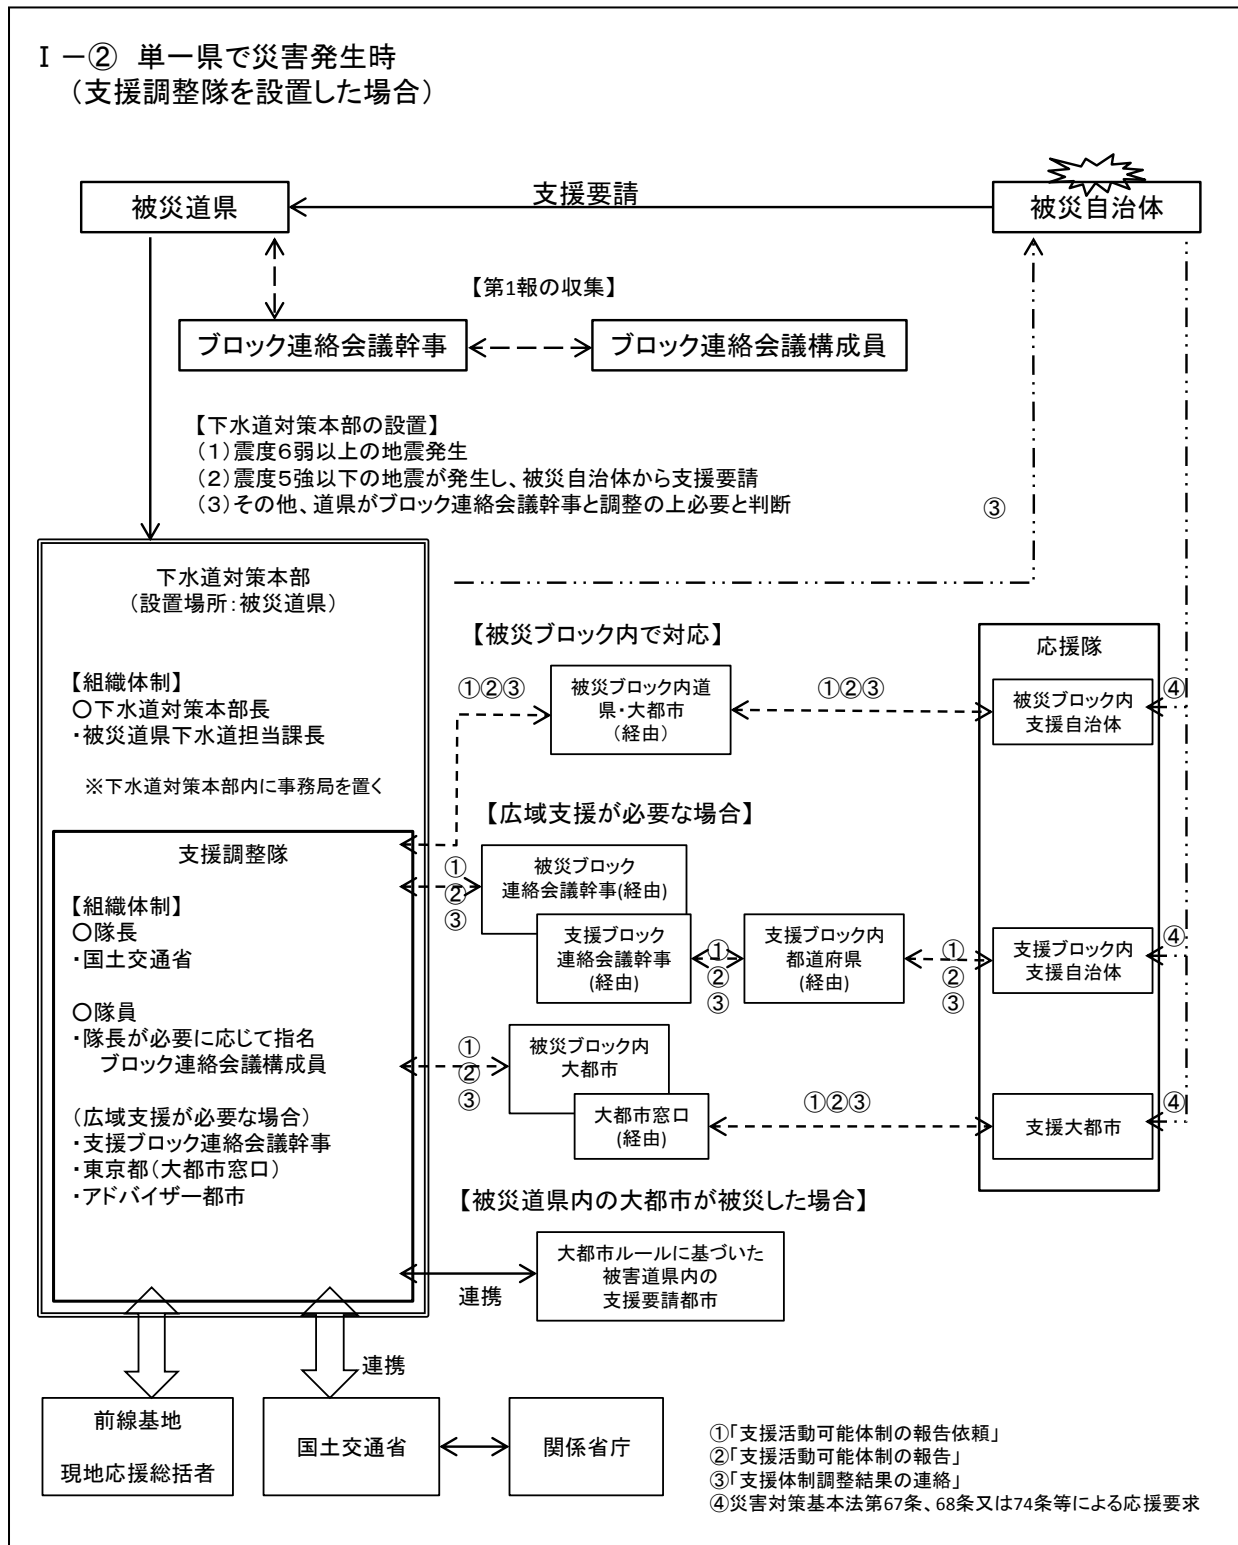 Ⅰ－② 単一県で災害発生時
（支援調整隊を設置した場合）
被災道県
支援要請
被災自治体
【第1報の収集】
ブロック連絡会議幹事
ブロック連絡会議構成員
【下水道対策本部の設置】
（１）震度６弱以上の地震発生
（２）震度５強以下の地震が発生し、被災自治体から支援要請
（３）その他、道県がブロック連絡会議幹事と調整の上必要と判断
③
下水道対策本部
（設置場所：被災道県）
【組織体制】
○下水道対策本部長
・被災道県下水道担当課長
※下水道対策本部内に事務局を置く
支援調整隊
【組織体制】
○隊長
・国土交通省
○隊員
・隊長が必要に応じて指名
ブロック連絡会議構成員
（広域支援が必要な場合）
・支援ブロック連絡会議幹事
・東京都（大都市窓口）
・アドバイザー都市
【被災ブロック内で対応】
①②③
被災ブロック内道
県・大都市
（経由）
①②③
応援隊
被災ブロック内
支援自治体
④
【広域支援が必要な場合】
①
②
③
被災ブロック
連絡会議幹事(経由)
支援ブロック
連絡会議幹事
(経由)
①
②
③
支援ブロック内
都道府県
(経由)
①
②
③
支援ブロック内
支援自治体
④
①
②
③
被災ブロック内
大都市
大都市窓口
(経由)
①②③
支援大都市
④
【被災道県内の大都市が被災した場合】
連携
大都市ルールに基づいた
被害道県内の
支援要請都市
連携
前線基地
現地応援総括者
国土交通省
関係省庁
①「支援活動可能体制の報告依頼」
②「支援活動可能体制の報告」
③「支援体制調整結果の連絡」
④災害対策基本法第67条、68条又は74条等による応援要求